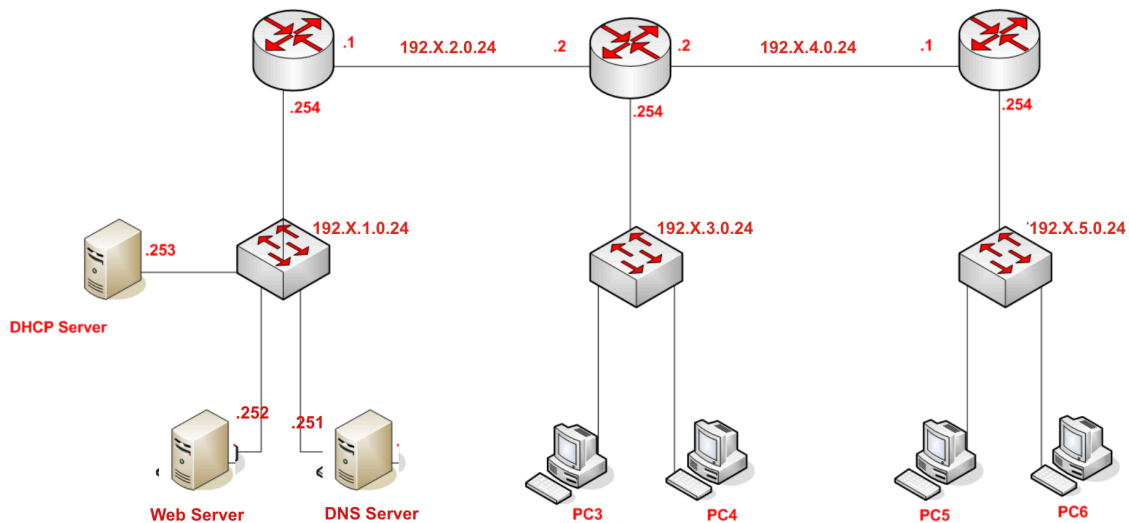 .1
192.X.2.0.24
.2
.2
192.X.4.0.24
.1
.254
.254
.254
192.X.1.0.24
192.X.3.0.24
192.X.5.0.24
.253
DHCP Server
.252
.251
Web Server
DNS Server
PC3
PC4
PC5
PC6